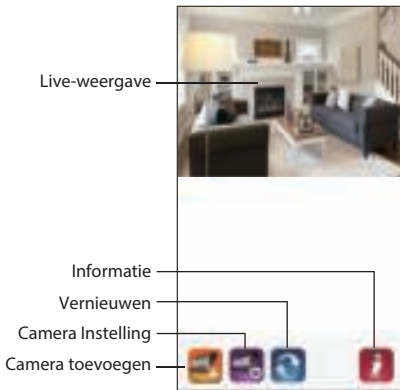 Live-weergave
Informatie
Vernieuwen
Camera Instelling
Camera toevoegen